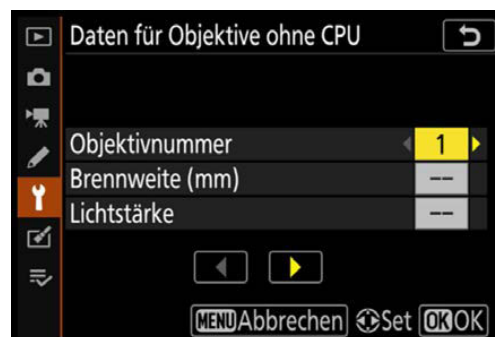 Daten für Objektive ohne CPU
Objektivnummer 1
Brennweite (mm) --
Lichtstärke --
MENU Abbrechen Set OK OK